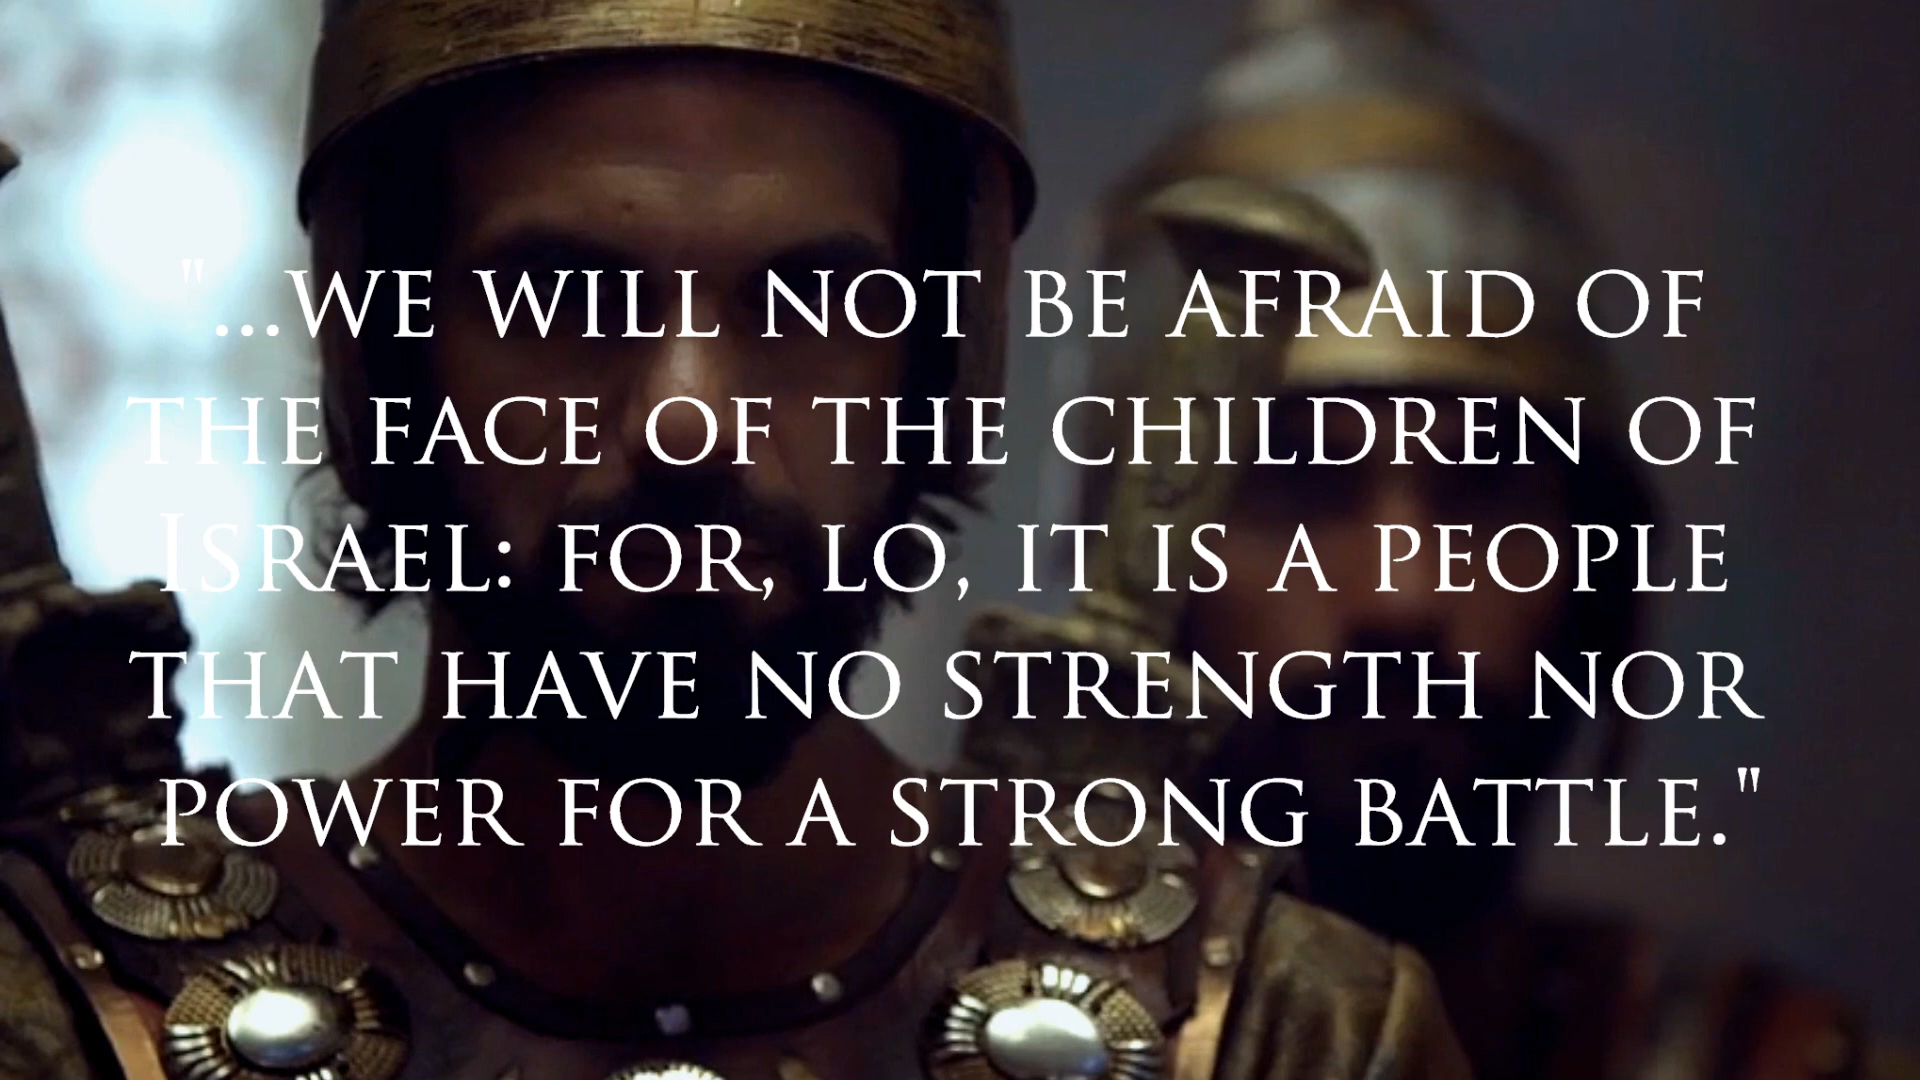 "...WE WILL NOT BE AFRAID OF
THE FACE OF THE CHILDREN OF
ISRAEL: FOR, LO, IT IS A PEOPLE
THAT HAVE NO STRENGTH NOR
POWER FOR A STRONG BATTLE."